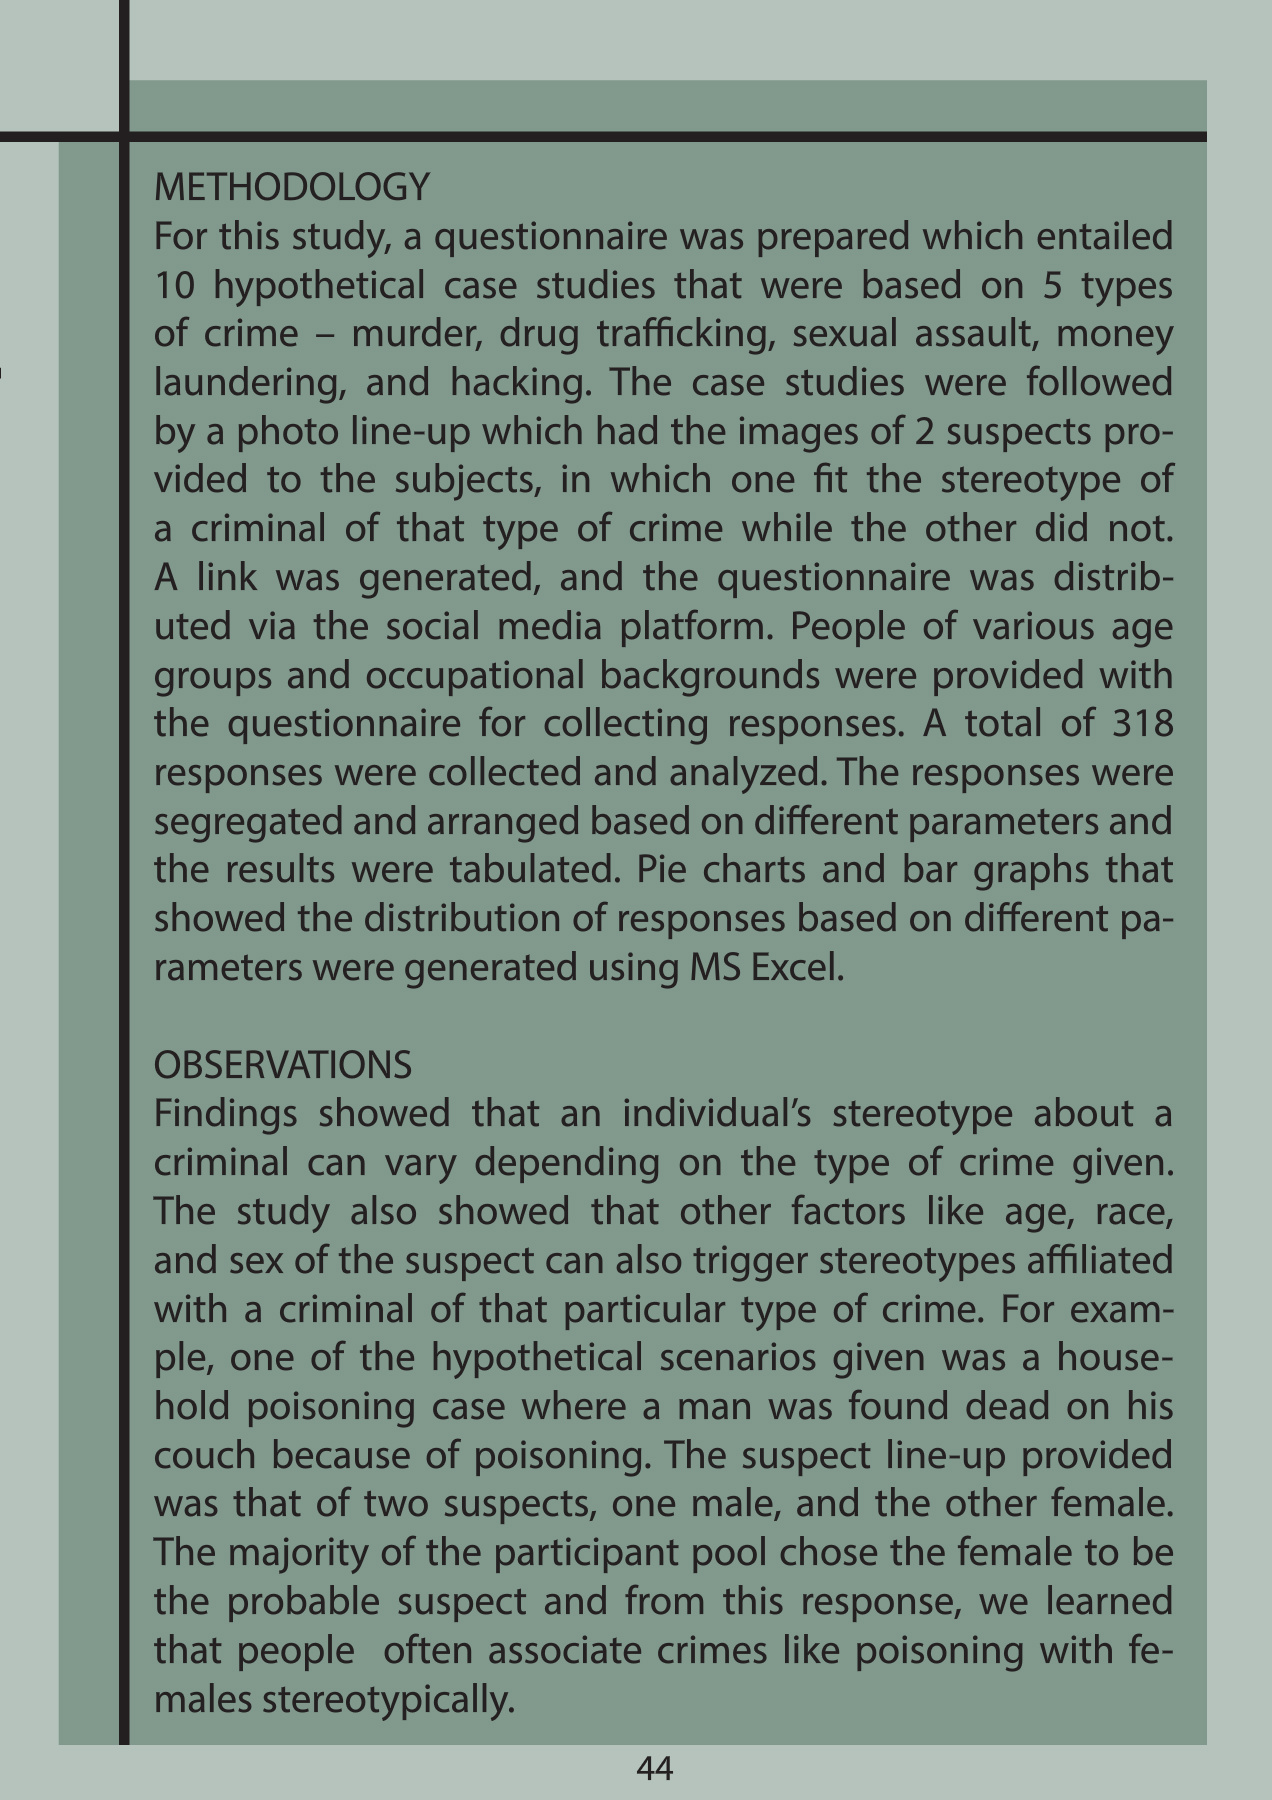 METHODOLOGY
For this study, a questionnaire was prepared which entailed
10 hypothetical case studies that were based on 5 types
of crime – murder, drug trafficking, sexual assault, money
laundering, and hacking. The case studies were followed
by a photo line-up which had the images of 2 suspects pro-
vided to the subjects, in which one fit the stereotype of
a criminal of that type of crime while the other did not.
A link was generated, and the questionnaire was distrib-
uted via the social media platform. People of various age
groups and occupational backgrounds were provided with
the questionnaire for collecting responses. A total of 318
responses were collected and analyzed. The responses were
segregated and arranged based on different parameters and
the results were tabulated. Pie charts and bar graphs that
showed the distribution of responses based on different pa-
rameters were generated using MS Excel.
OBSERVATIONS
Findings showed that an individual’s stereotype about a
criminal can vary depending on the type of crime given.
The study also showed that other factors like age, race,
and sex of the suspect can also trigger stereotypes affiliated
with a criminal of that particular type of crime. For exam-
ple, one of the hypothetical scenarios given was a house-
hold poisoning case where a man was found dead on his
couch because of poisoning. The suspect line-up provided
was that of two suspects, one male, and the other female.
The majority of the participant pool chose the female to be
the probable suspect and from this response, we learned
that people  often associate crimes like poisoning with fe-
males stereotypically.
44